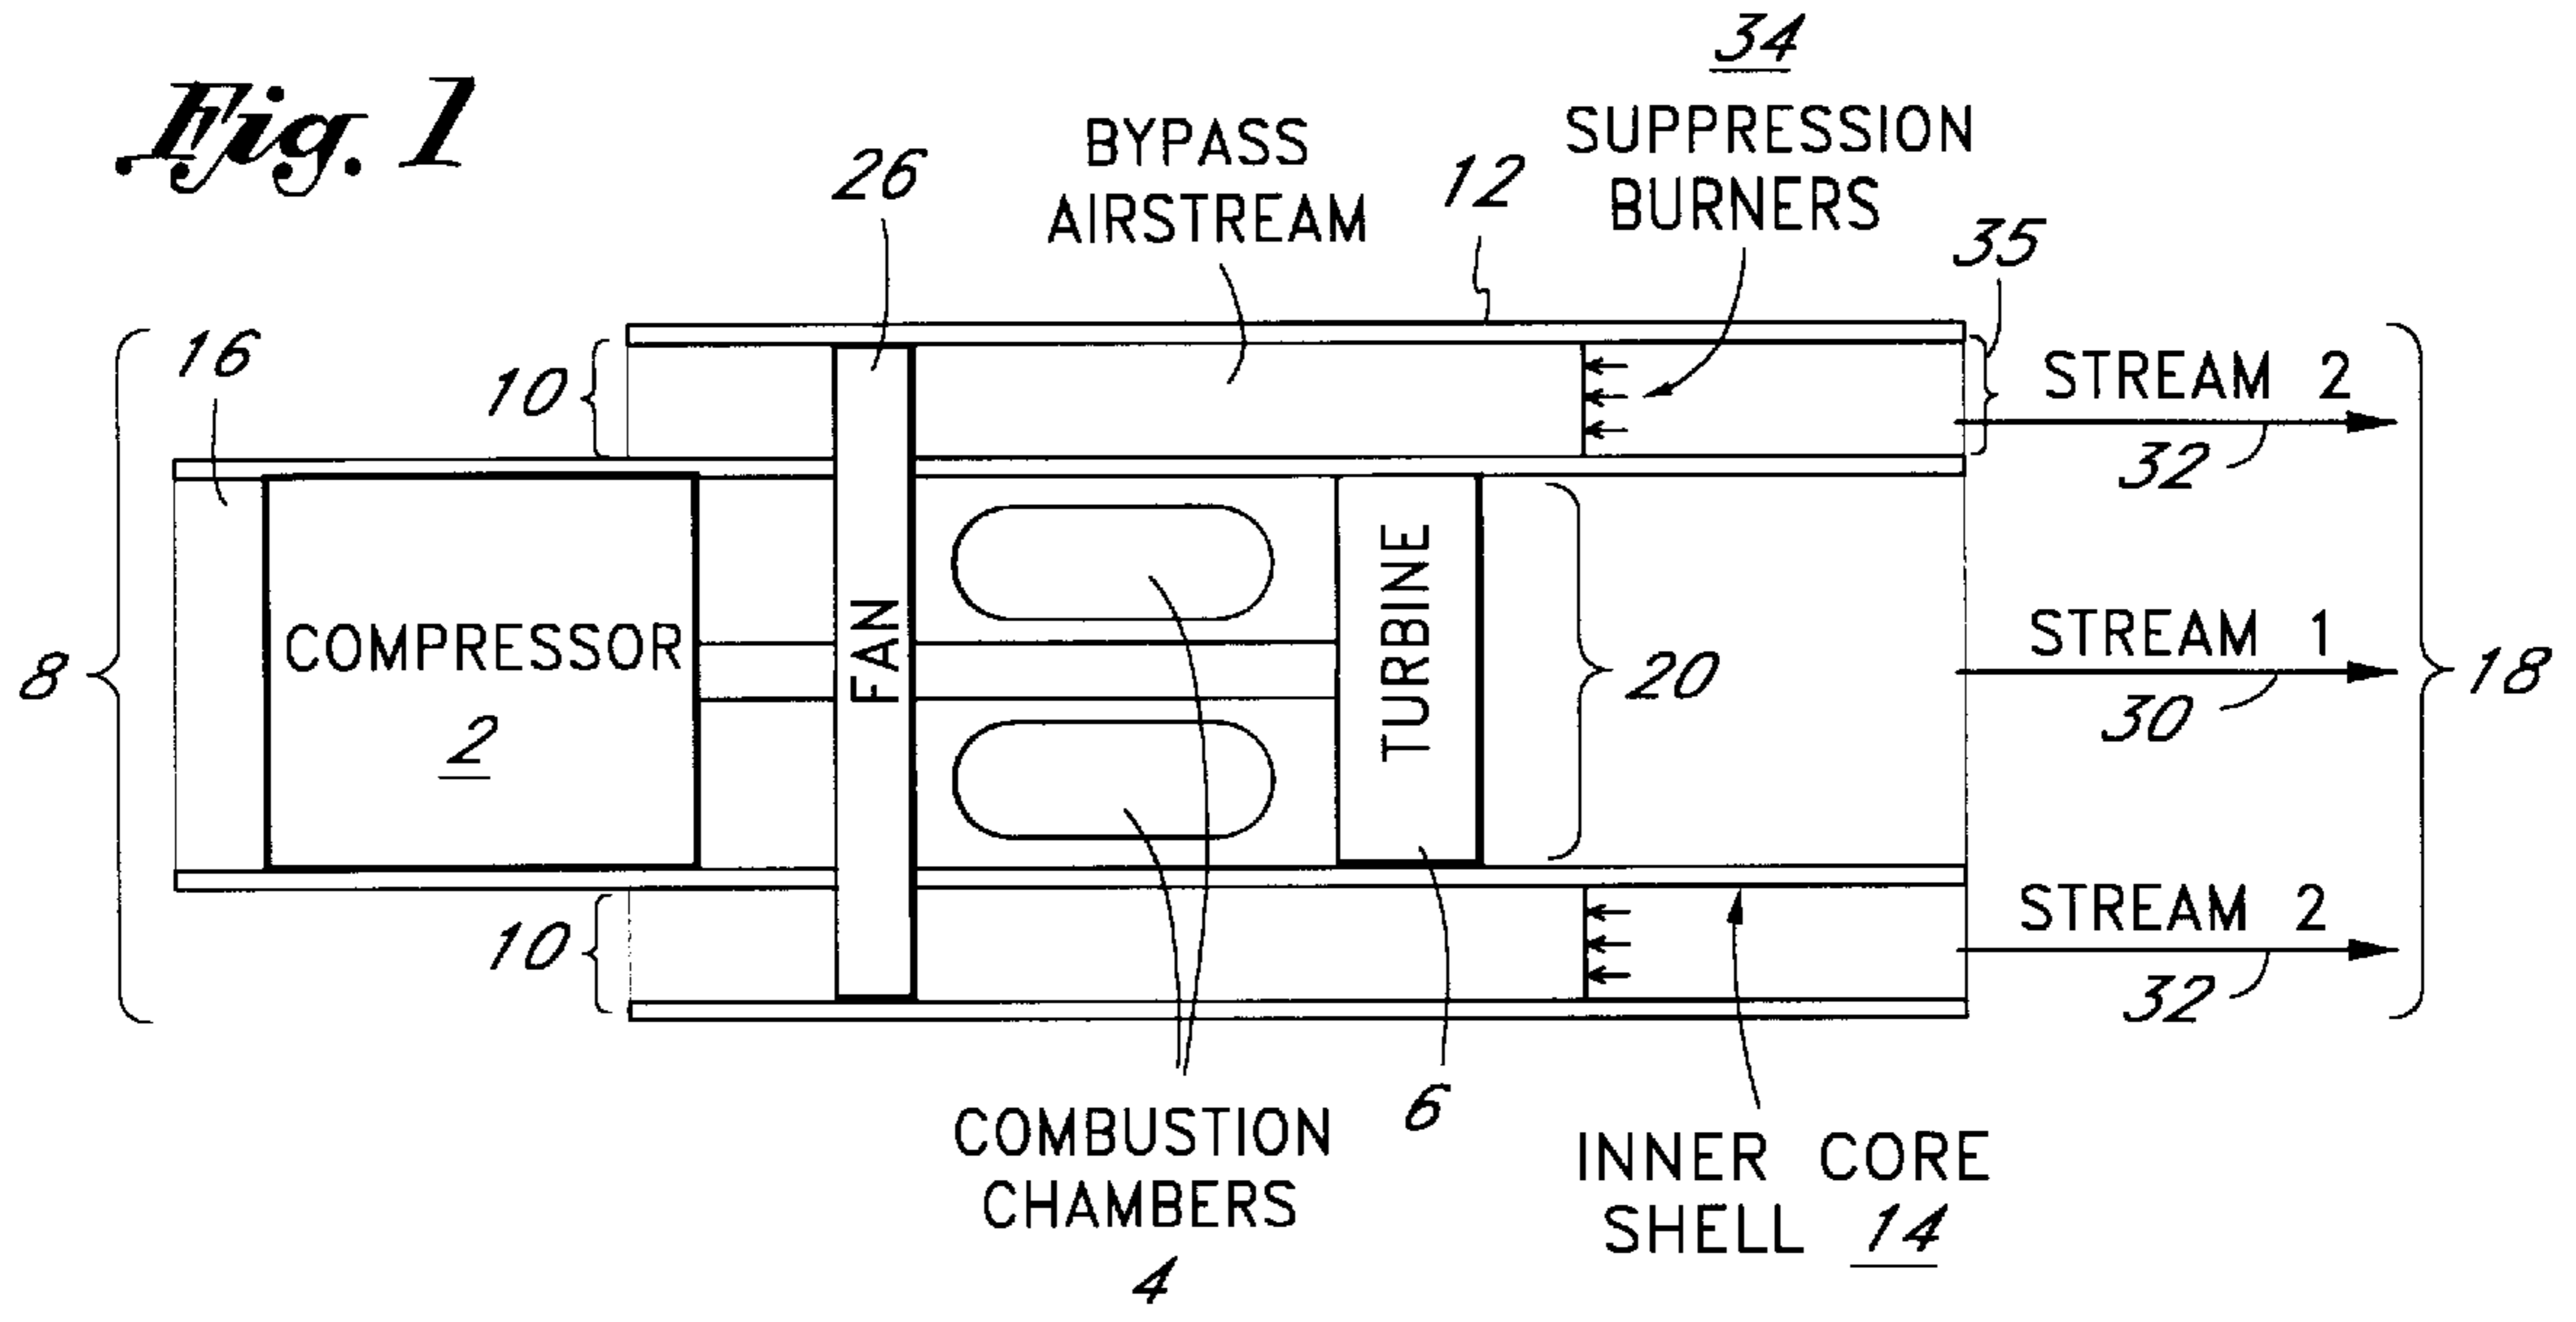 Fig. 1
34
SUPPRESSION
BURNERS
BYPASS
AIRSTREAM
26
12
35
16
10
STREAM 2
32
8
COMPRESSOR
2
FAN
TURBINE
20
STREAM 1
30
18
10
STREAM 2
32
COMBUSTION
CHAMBERS
4
6
INNER CORE
SHELL 14